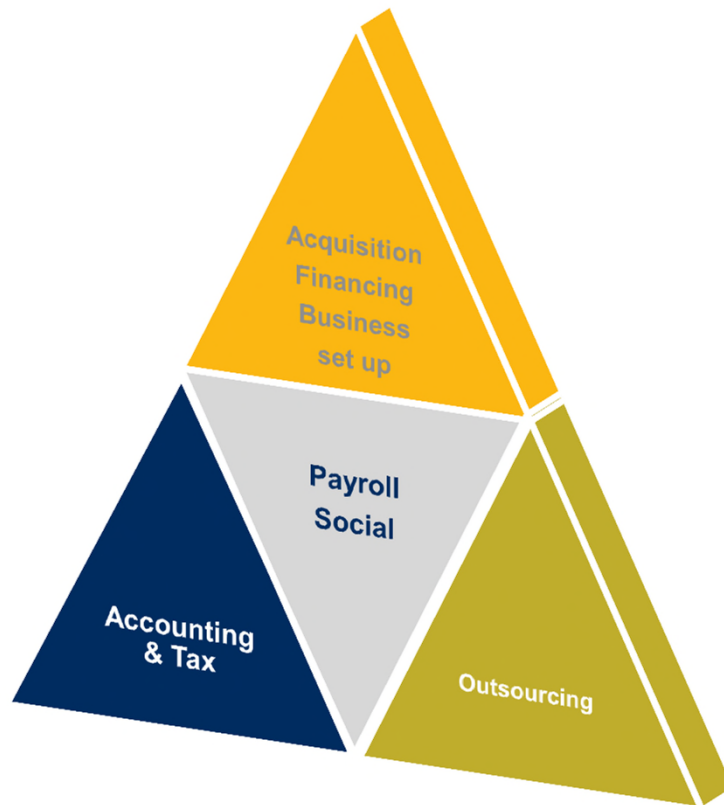 Acquisition
Financing
Business
set up
Payroll
Social
Accounting
& Tax
Outsourcing